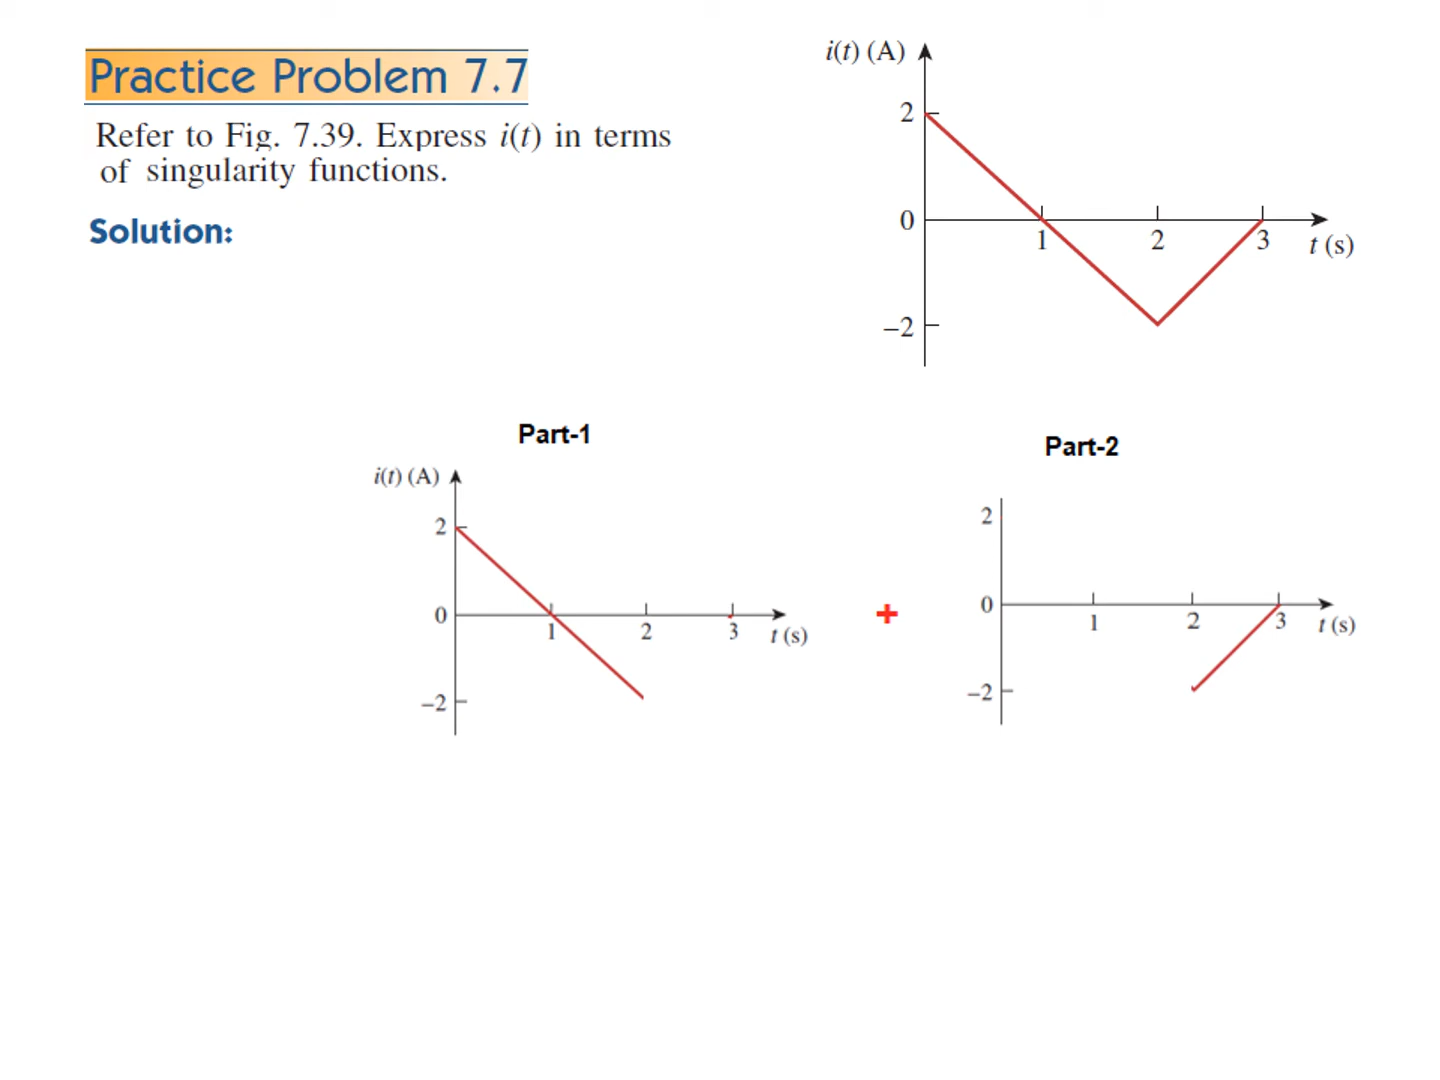 Practice Problem 7.7
Refer to Fig. 7.39. Express i(t) in terms
of singularity functions.
Solution:
i(t) (A)
2
0
1
2
3
t (s)
−2
Part-1
i(t) (A)
2
0
1
2
3
t (s)
−2
+
Part-2
2
0
1
2
3
t (s)
−2